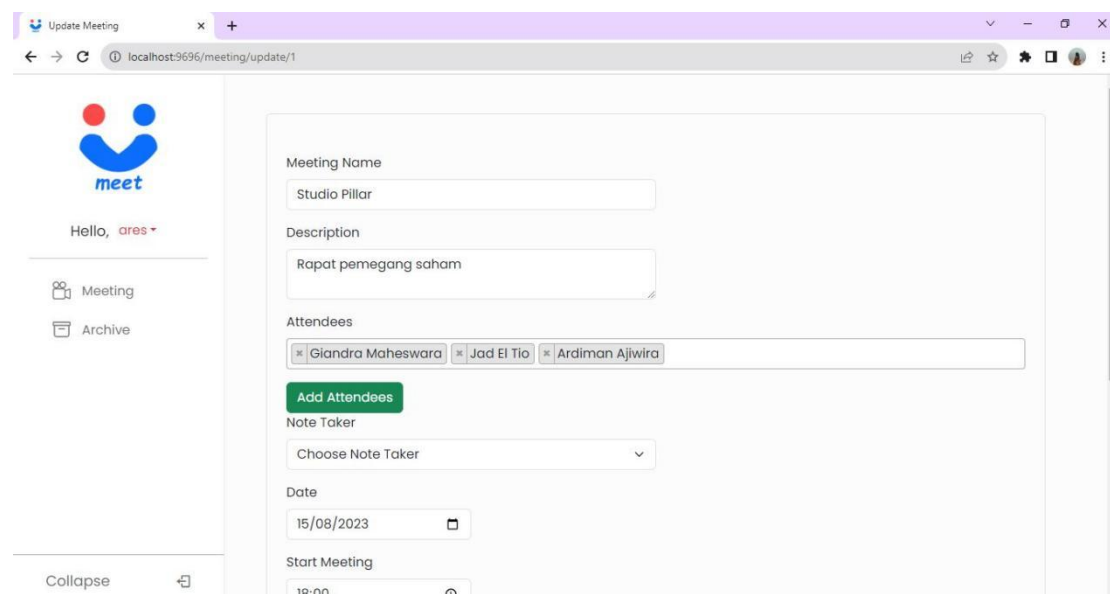 Update Meeting
localhost:9696/meeting/update/1
meet
Hello, ares
Meeting
Archive
Collapse
Meeting Name
Studio Pillar
Description
Rapat pemegang saham
Attendees
× Giandra Maheswara × Jad El Tio × Ardiman Ajiwira
Add Attendees
Note Taker
Choose Note Taker
Date
15/08/2023
Start Meeting
18:00